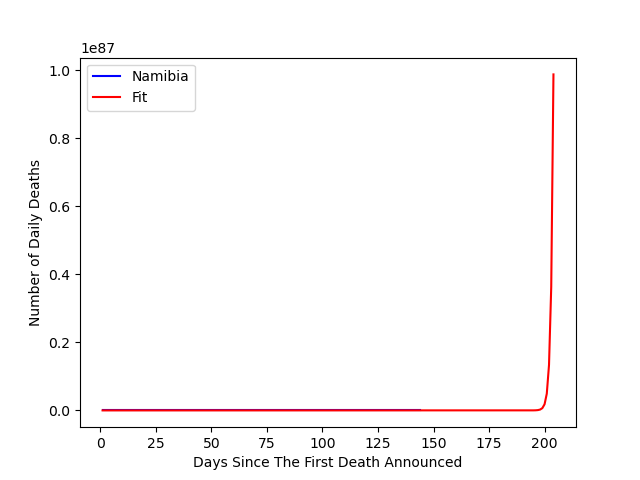 1e87
Namibia
Fit
1.0
0.8
0.6
0.4
0.2
0.0
Number of Daily Deaths
0 25 50 75 100 125 150 175 200
Days Since The First Death Announced